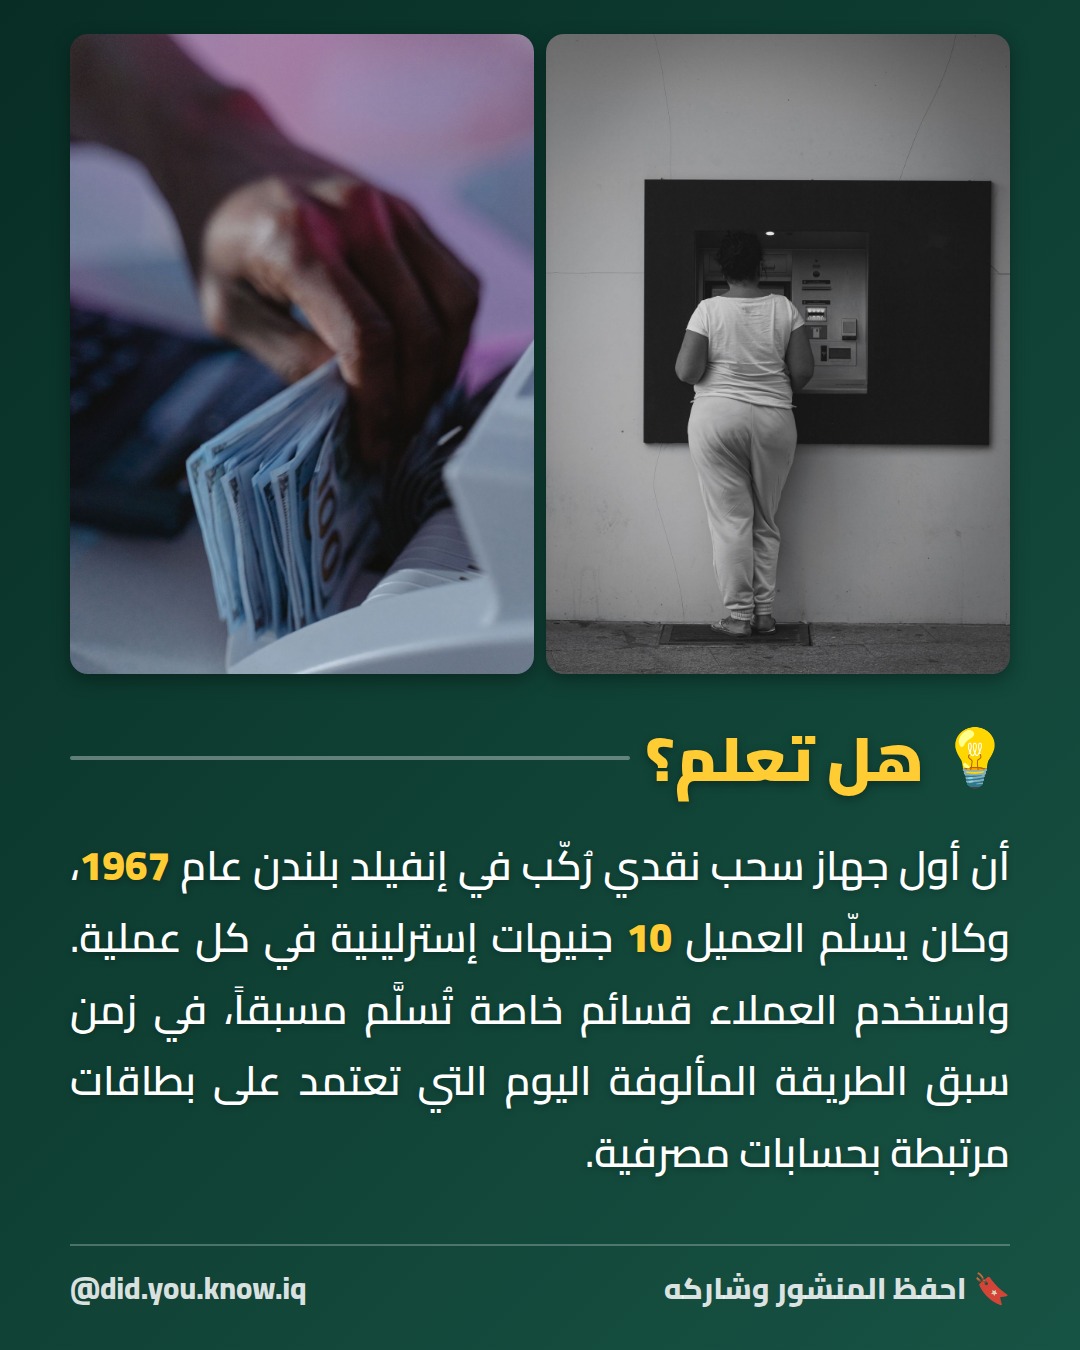 هل تعلم؟
أن أول جهاز سحب نقدي رُكّب في إنفيلد بلندن عام 1967،
وكان يسلّم العميل 10 جنيهات إسترلينية في كل عملية.
واستخدم العملاء قسائم خاصة تُسلَّم مسبقاً، في زمن
سبق الطريقة المألوفة اليوم التي تعتمد على بطاقات
مرتبطة بحسابات مصرفية.
احفظ المنشور وشاركه
@did.you.know.iq
100